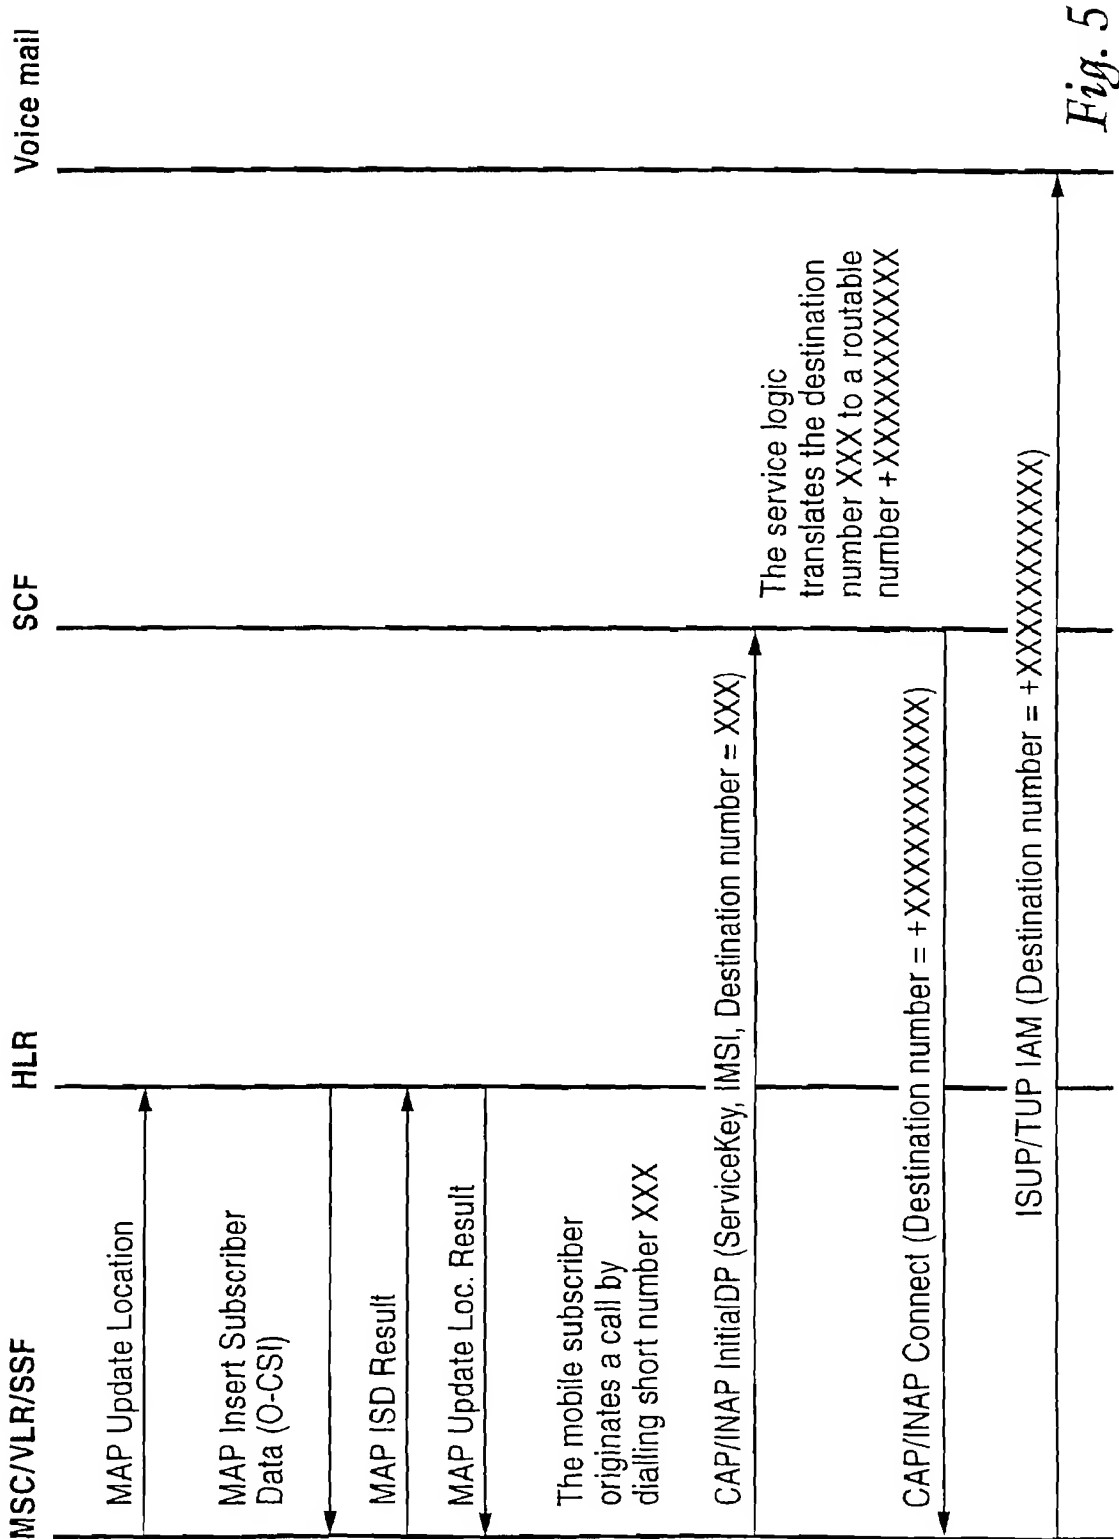 MSC/VLR/SSF
HLR
SCF
Voice mail
MAP Update Location
MAP Insert Subscriber
Data (O-CSI)
MAP ISD Result
MAP Update Loc. Result
The mobile subscriber
originates a call by
dialling short number XXX
CAP/INAP InitialDP (ServiceKey, IMSI, Destination number = XXX)
The service logic
translates the destination
number XXX to a routable
number +XXXXXXXXXX
CAP/INAP Connect (Destination number = +XXXXXXXXXX)
ISUP/TUP IAM (Destination number = +XXXXXXXXXX)
Fig. 5